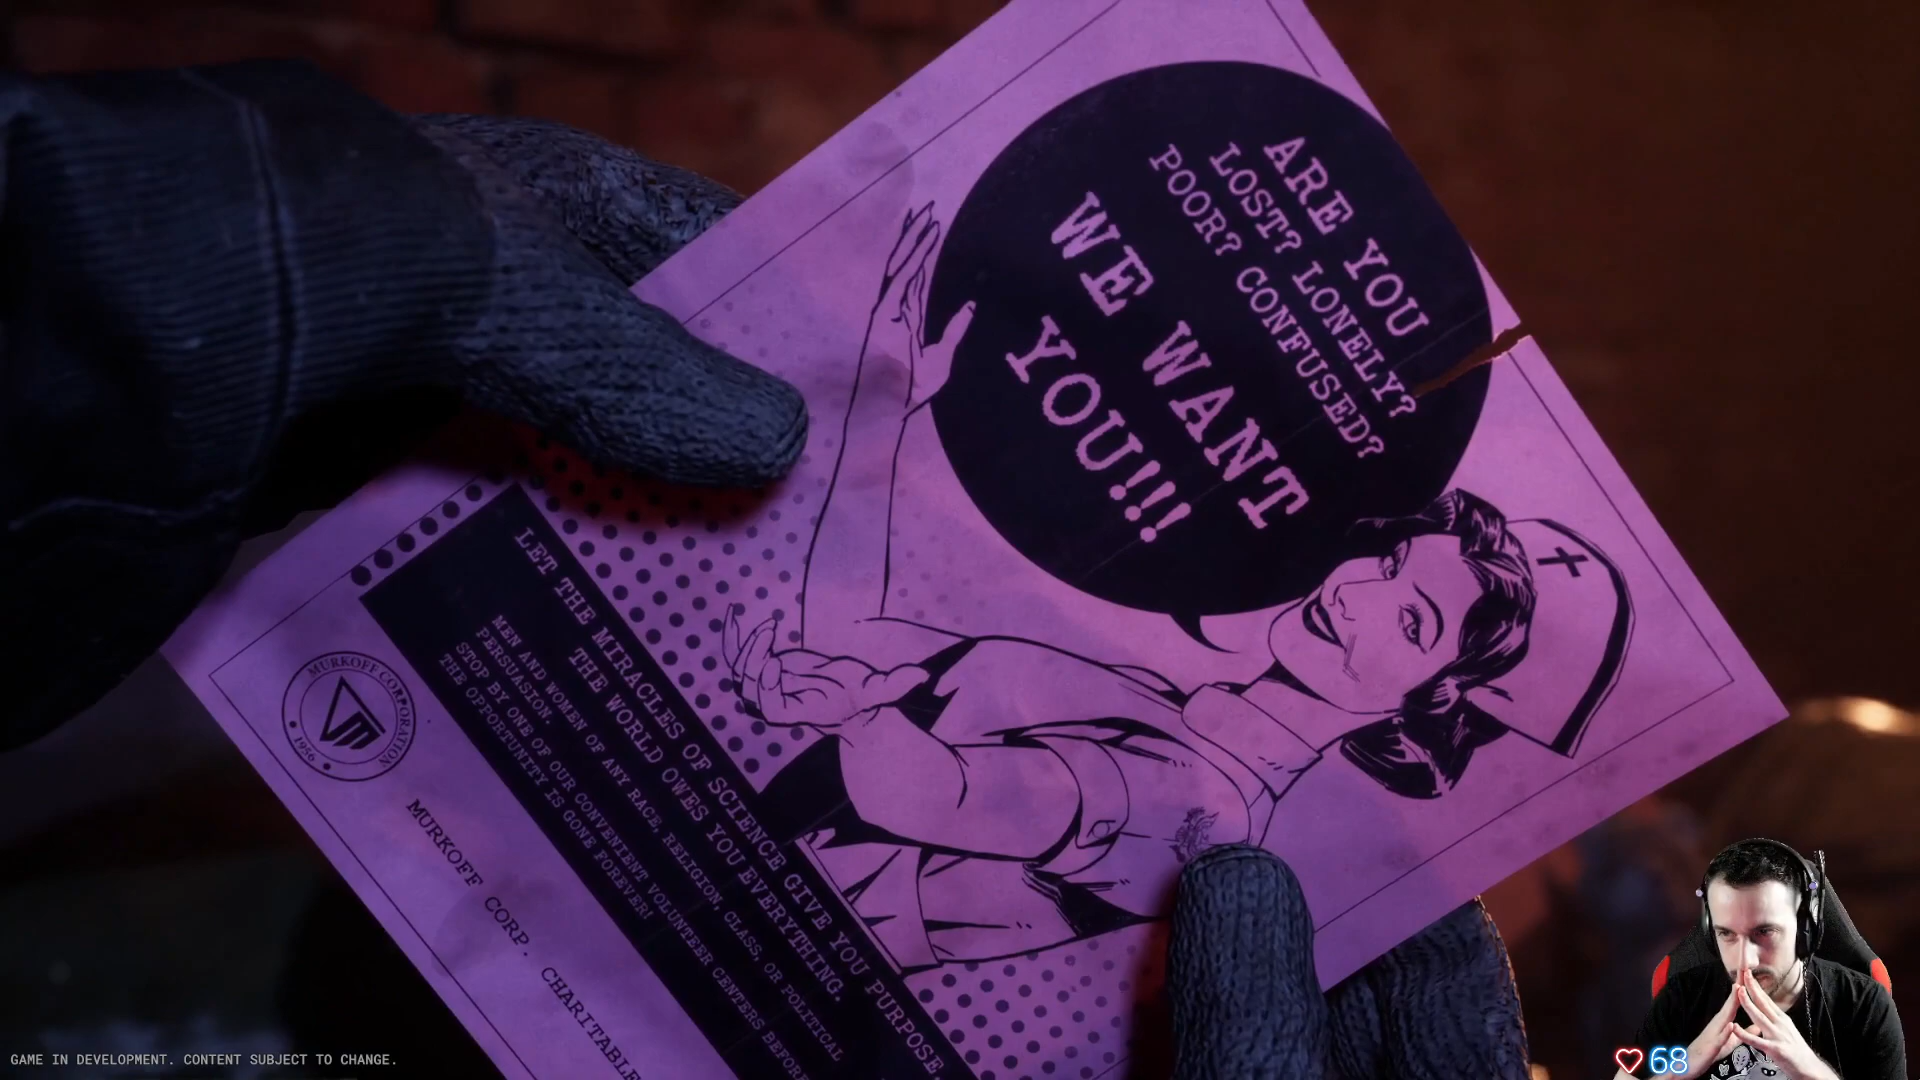 ARE YOU
LOST? LONELY?
POOR? CONFUSED?
WE WANT
YOU!!!
LET THE MIRACLES OF SCIENCE GIVE YOU PURPOSE.
THE WORLD OWES YOU EVERYTHING.
MEN AND WOMEN OF ANY RACE, RELIGION, CLASS, OR POLITICAL
PERSUASION.
STOP BY ONE OF OUR CONVENIENT VOLUNTEER CENTERS BEFORE
THE OPPORTUNITY IS GONE FOREVER!
MURKOFF CORPORATION
1956
MURKOFF CORP. CHARITABLE
GAME IN DEVELOPMENT. CONTENT SUBJECT TO CHANGE.
68